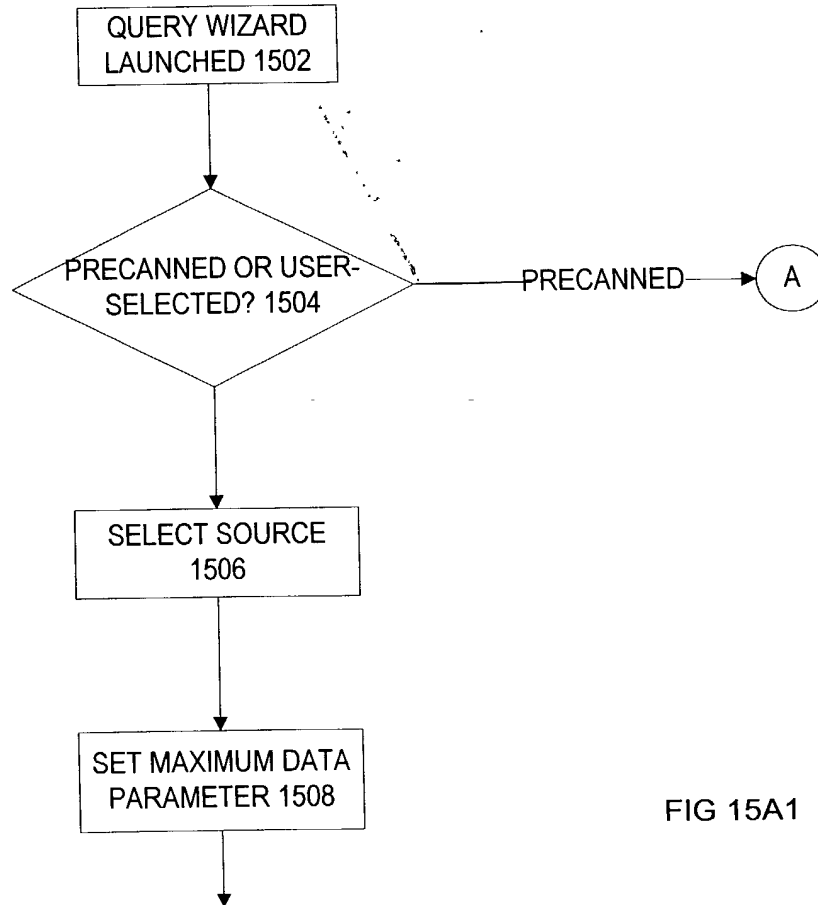 QUERY WIZARD
LAUNCHED 1502
PRECANNED OR USER-
SELECTED? 1504
PRECANNED
A
SELECT SOURCE
1506
SET MAXIMUM DATA
PARAMETER 1508
FIG 15A1